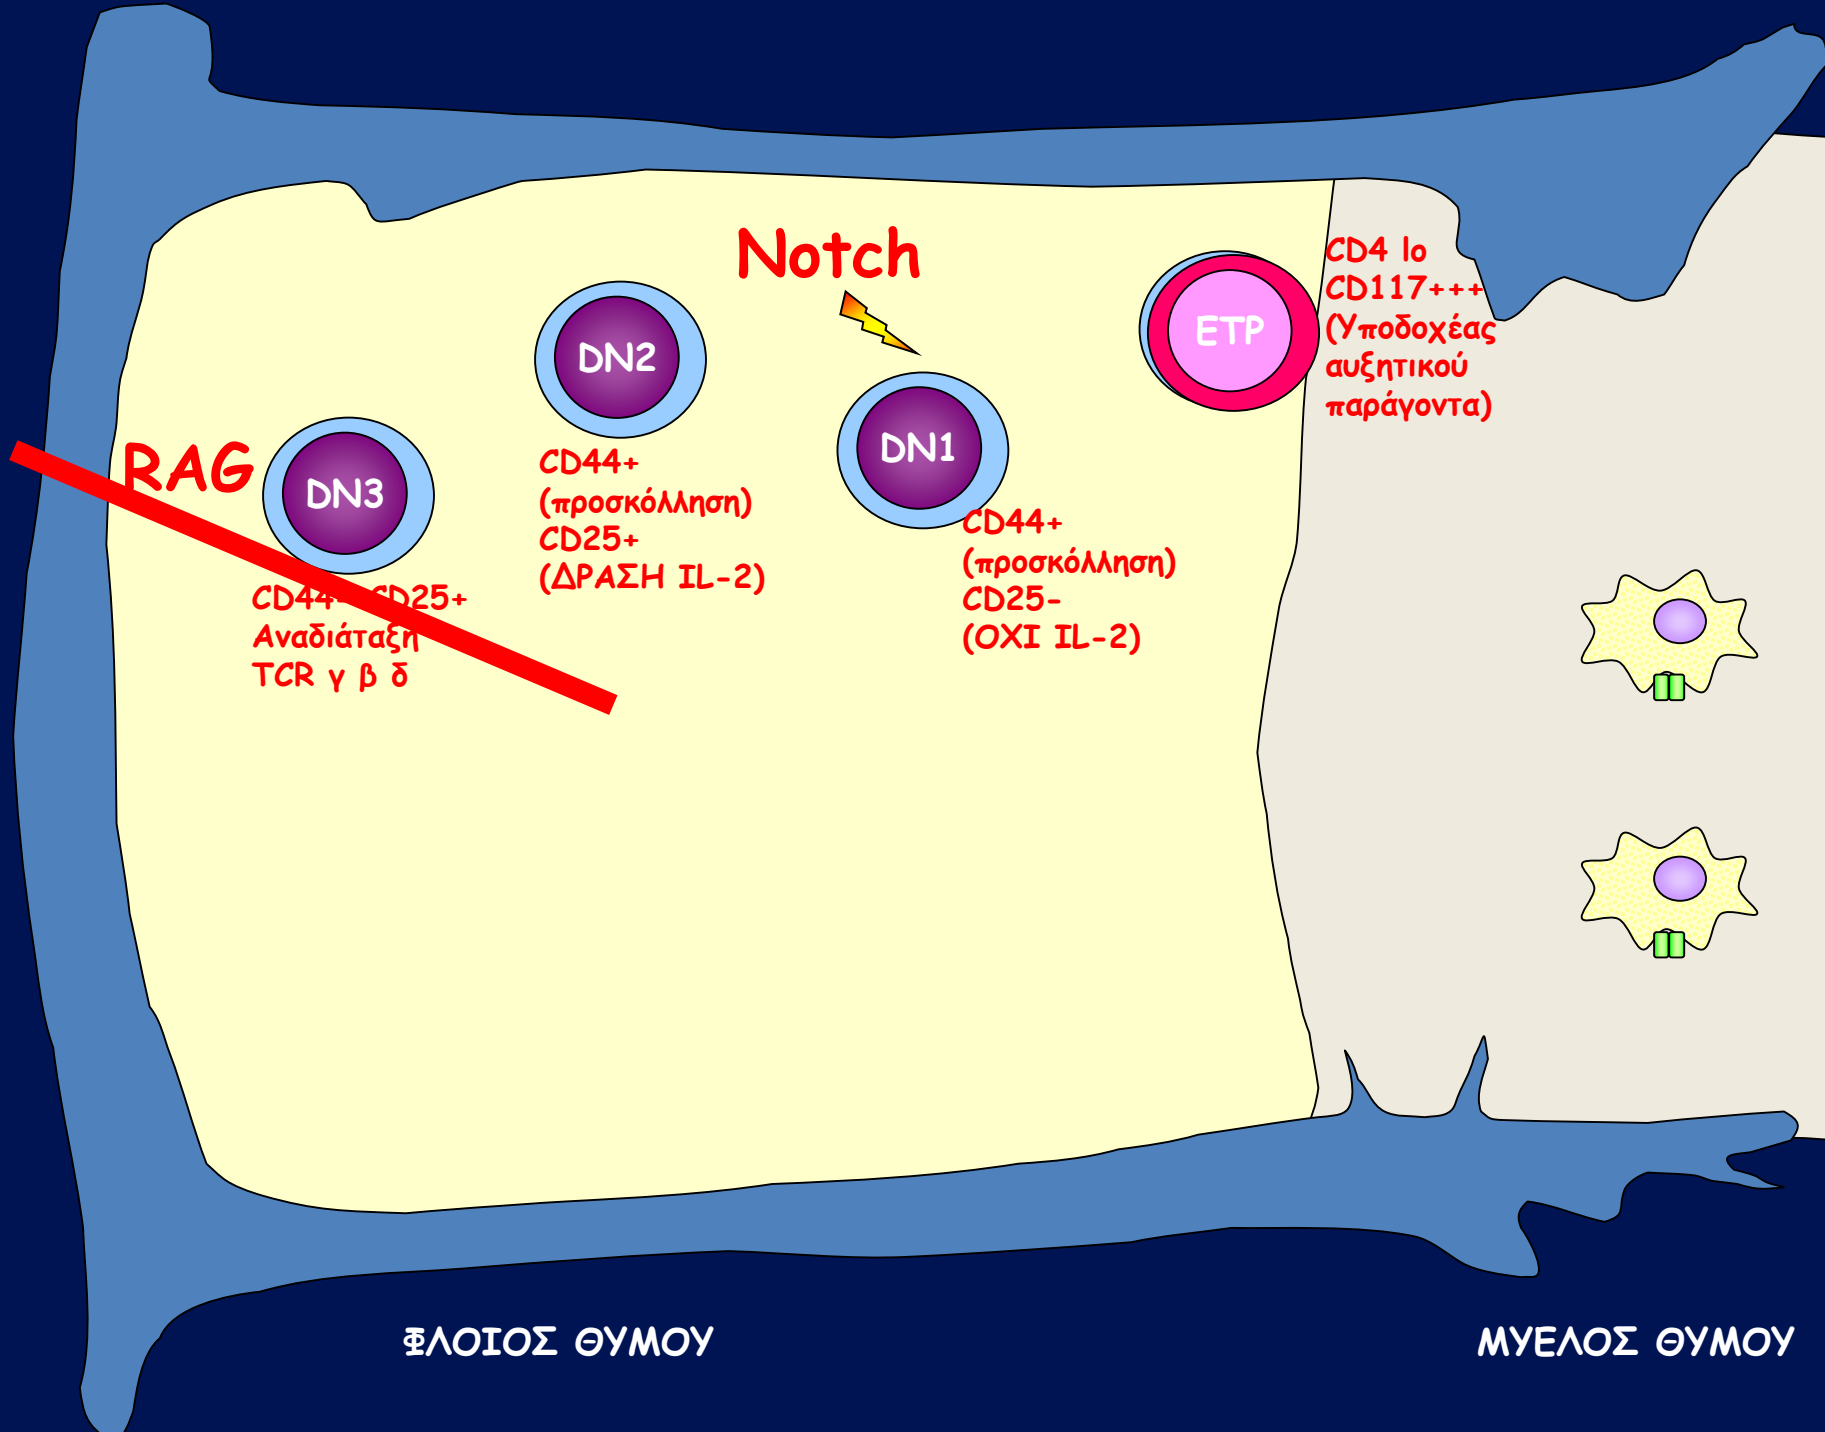 Notch
CD4 lo
CD117+++
(Υποδοχέας
αυξητικού
παράγοντα)
ETP
DN2
DN1
RAG
DN3
CD44+
(προσκόλληση)
CD25+
(ΔΡΑΣΗ IL-2)
CD44+
(προσκόλληση)
CD25-
(ΟΧΙ IL-2)
CD44- CD25+
Αναδιάταξη
TCR γ β δ
ΦΛΟΙΟΣ ΘΥΜΟΥ
ΜΥΕΛΟΣ ΘΥΜΟΥ